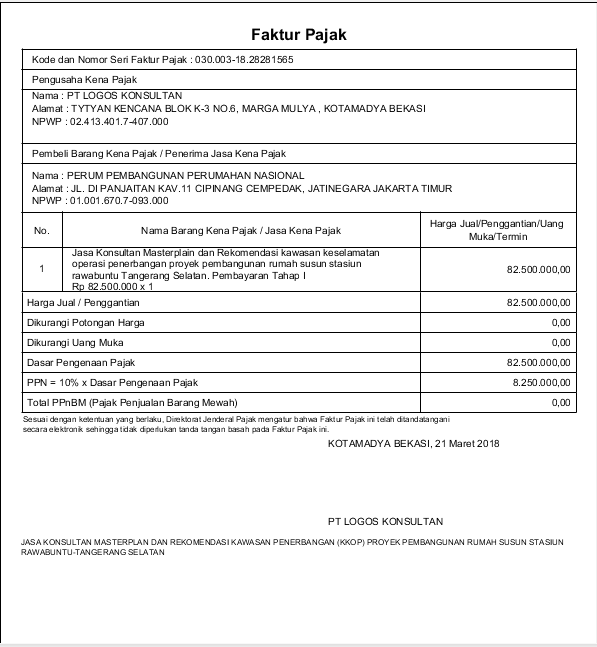 Faktur Pajak
Kode dan Nomor Seri Faktur Pajak : 030.003-18.28281565
Pengusaha Kena Pajak
Nama : PT LOGOS KONSULTAN
Alamat : TYTYAN KENCANA BLOK K-3 NO.6, MARGA MULYA , KOTAMADYA BEKASI
NPWP : 02.413.401.7-407.000
Pembeli Barang Kena Pajak / Penerima Jasa Kena Pajak
Nama : PERUM PEMBANGUNAN PERUMAHAN NASIONAL
Alamat : JL. DI PANJAITAN KAV.11 CIPINANG CEMPEDAK, JATINEGARA JAKARTA TIMUR
NPWP : 01.001.670.7-093.000
No. Nama Barang Kena Pajak / Jasa Kena Pajak Harga Jual/Penggantian/Uang
Muka/Termin
Jasa Konsultan Masterplain dan Rekomendasi kawasan keselamatan
operasi penerbangan proyek pembangunan rumah susun stasiun
1 rawabuntu Tangerang Selatan. Pembayaran Tahap I 82.500.000,00
Rp 82.500.000 x 1
Harga Jual / Penggantian 82.500.000,00
Dikurangi Potongan Harga 0,00
Dikurangi Uang Muka 0,00
Dasar Pengenaan Pajak 82.500.000,00
PPN = 10% x Dasar Pengenaan Pajak 8.250.000,00
Total PPnBM (Pajak Penjualan Barang Mewah) 0,00
Sesuai dengan ketentuan yang berlaku, Direktorat Jenderal Pajak mengatur bahwa Faktur Pajak ini telah ditandatangani
secara elektronik sehingga tidak diperlukan tanda tangan basah pada Faktur Pajak ini.
KOTAMADYA BEKASI, 21 Maret 2018
PT LOGOS KONSULTAN
JASA KONSULTAN MASTERPLAN DAN REKOMENDASI KAWASAN PENERBANGAN (KKOP) PROYEK PEMBANGUNAN RUMAH SUSUN STASIUN
RAWABUNTU-TANGERANG SELATAN